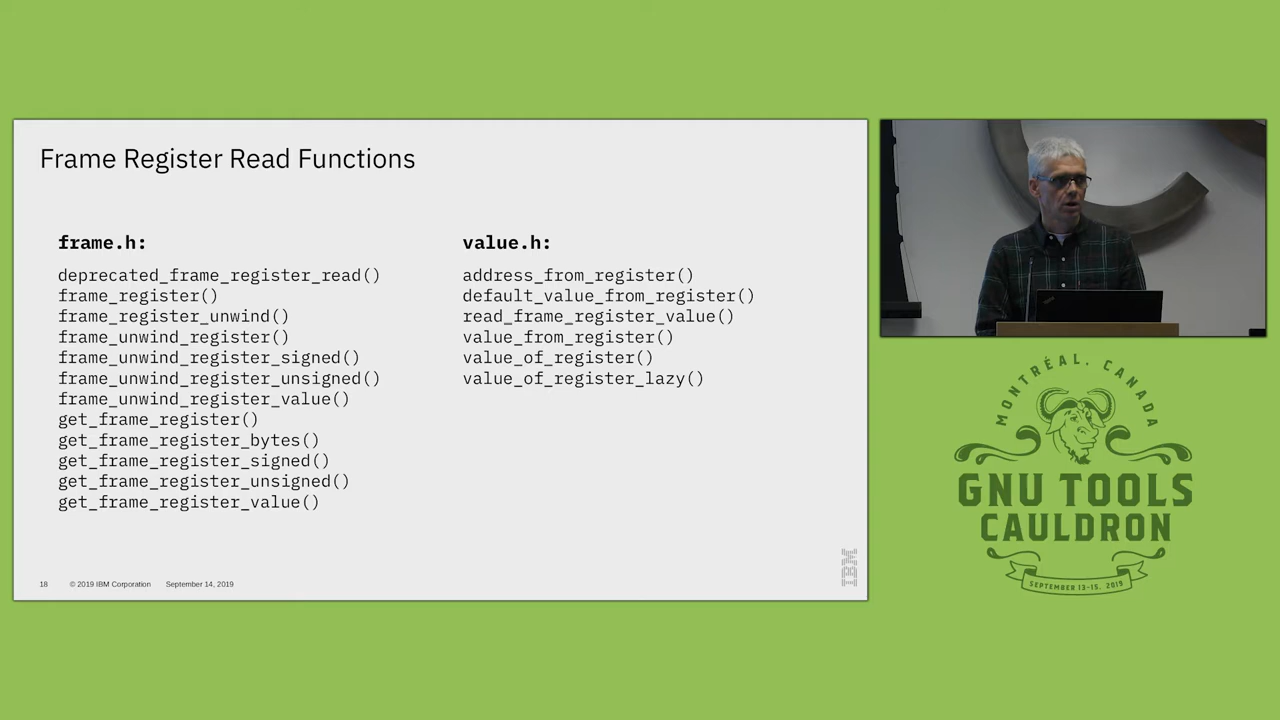 Frame Register Read Functions
frame.h:
deprecated_frame_register_read()
frame_register()
frame_register_unwind()
frame_unwind_register()
frame_unwind_register_signed()
frame_unwind_register_unsigned()
frame_unwind_register_value()
get_frame_register()
get_frame_register_bytes()
get_frame_register_signed()
get_frame_register_unsigned()
get_frame_register_value()
value.h:
address_from_register()
default_value_from_register()
read_frame_register_value()
value_from_register()
value_of_register()
value_of_register_lazy()
18 © 2019 IBM Corporation September 14, 2019
IBM
MONTRÉAL, CANADA
GNU TOOLS
CAULDRON
SEPTEMBER 13-15, 2019